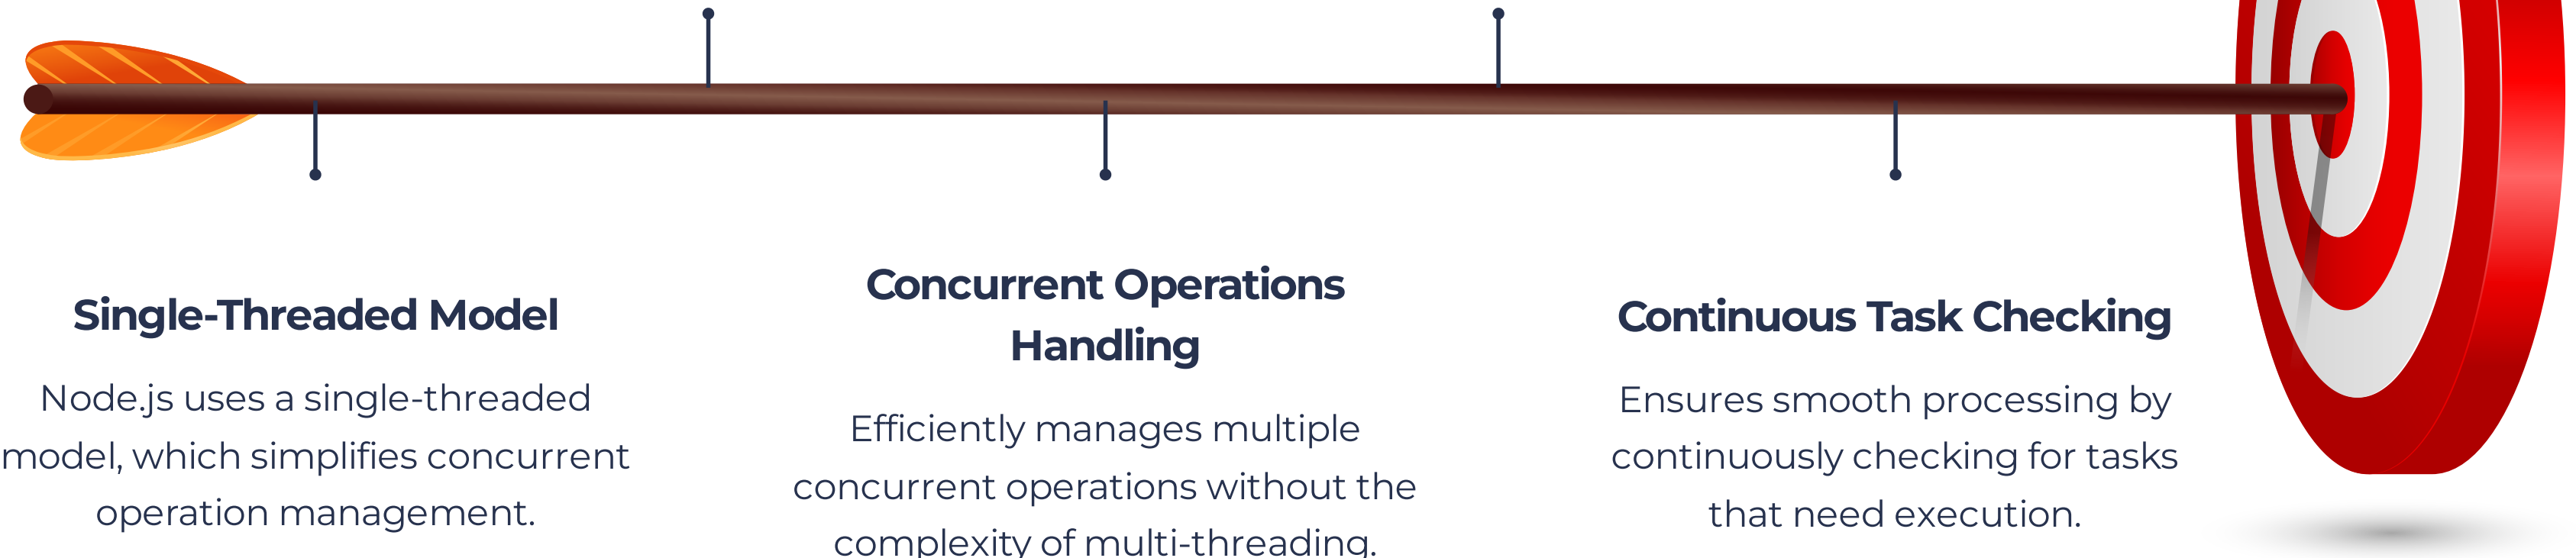 Single-Threaded Model
Node.js uses a single-threaded
model, which simplifies concurrent
operation management.
Concurrent Operations
Handling
Efficiently manages multiple
concurrent operations without the
complexity of multi-threading.
Continuous Task Checking
Ensures smooth processing by
continuously checking for tasks
that need execution.